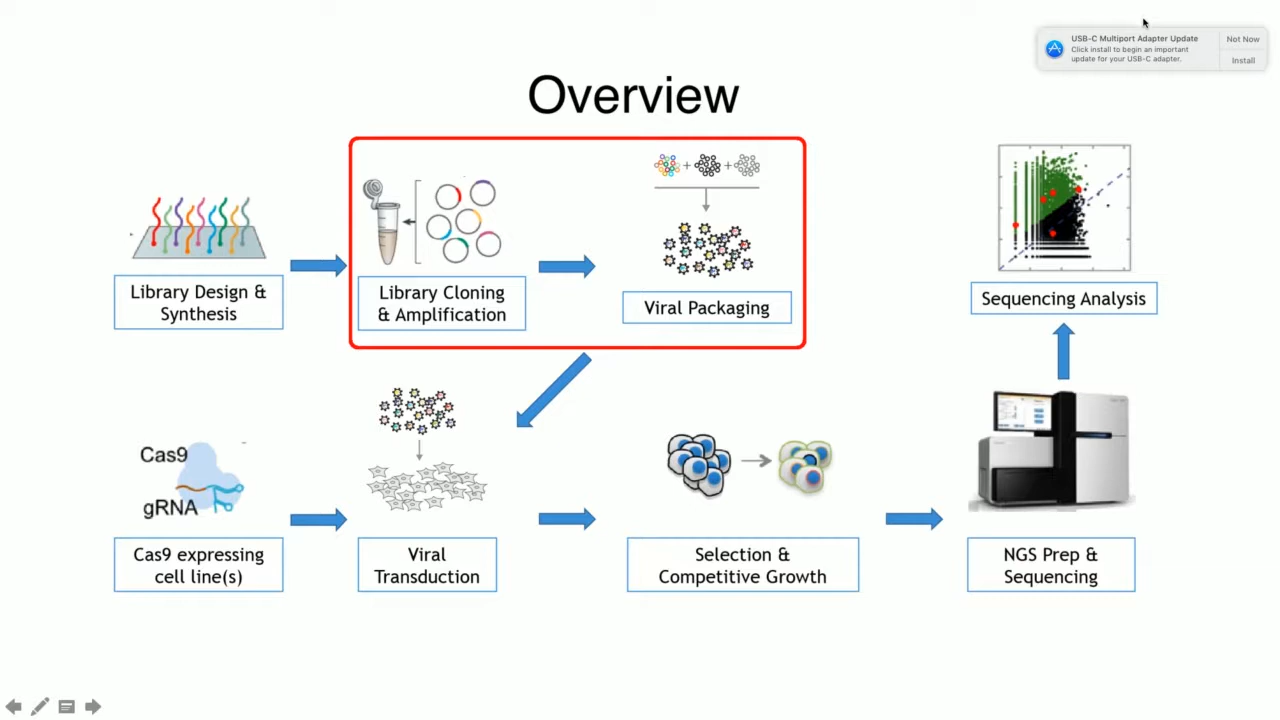 USB-C Multiport Adapter Update
Click install to begin an important
update for your USB-C adapter.
Not Now
Install
Overview
Library Design &
Synthesis
Library Cloning
& Amplification
+ +
Viral Packaging
Sequencing Analysis
Cas9
gRNA
Cas9 expressing
cell line(s)
Viral
Transduction
Selection &
Competitive Growth
NGS Prep &
Sequencing